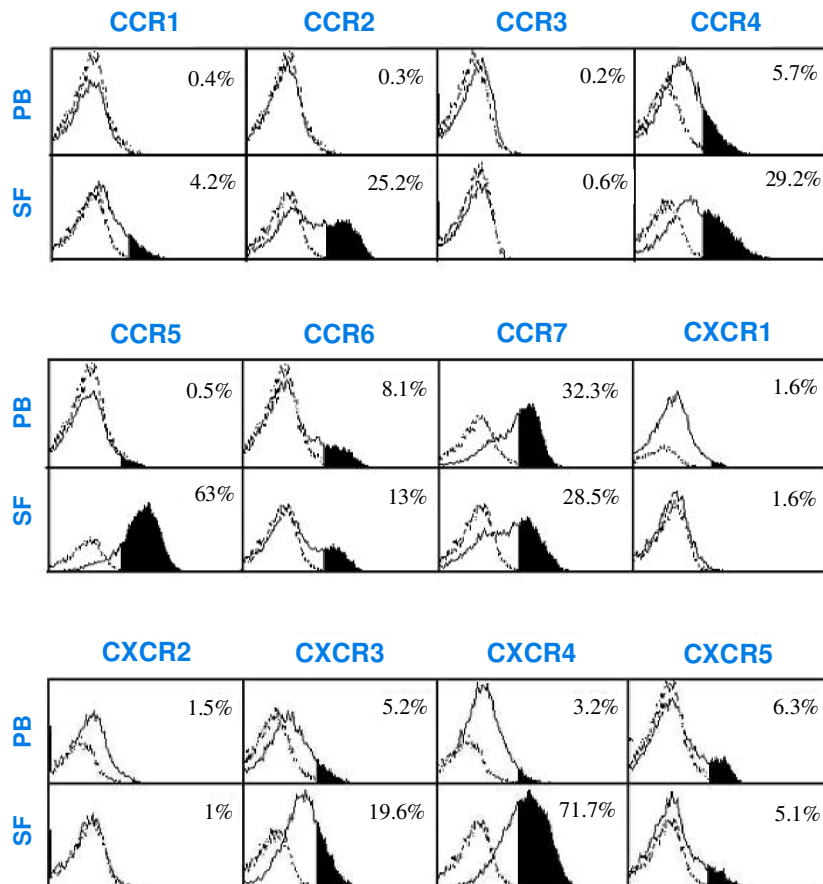 CCR1 CCR2 CCR3 CCR4
PB 0.4% 0.3% 0.2% 5.7%
SF 4.2% 25.2% 0.6% 29.2%
CCR5 CCR6 CCR7 CXCR1
PB 0.5% 8.1% 32.3% 1.6%
SF 63% 13% 28.5% 1.6%
CXCR2 CXCR3 CXCR4 CXCR5
PB 1.5% 5.2% 3.2% 6.3%
SF 1% 19.6% 71.7% 5.1%